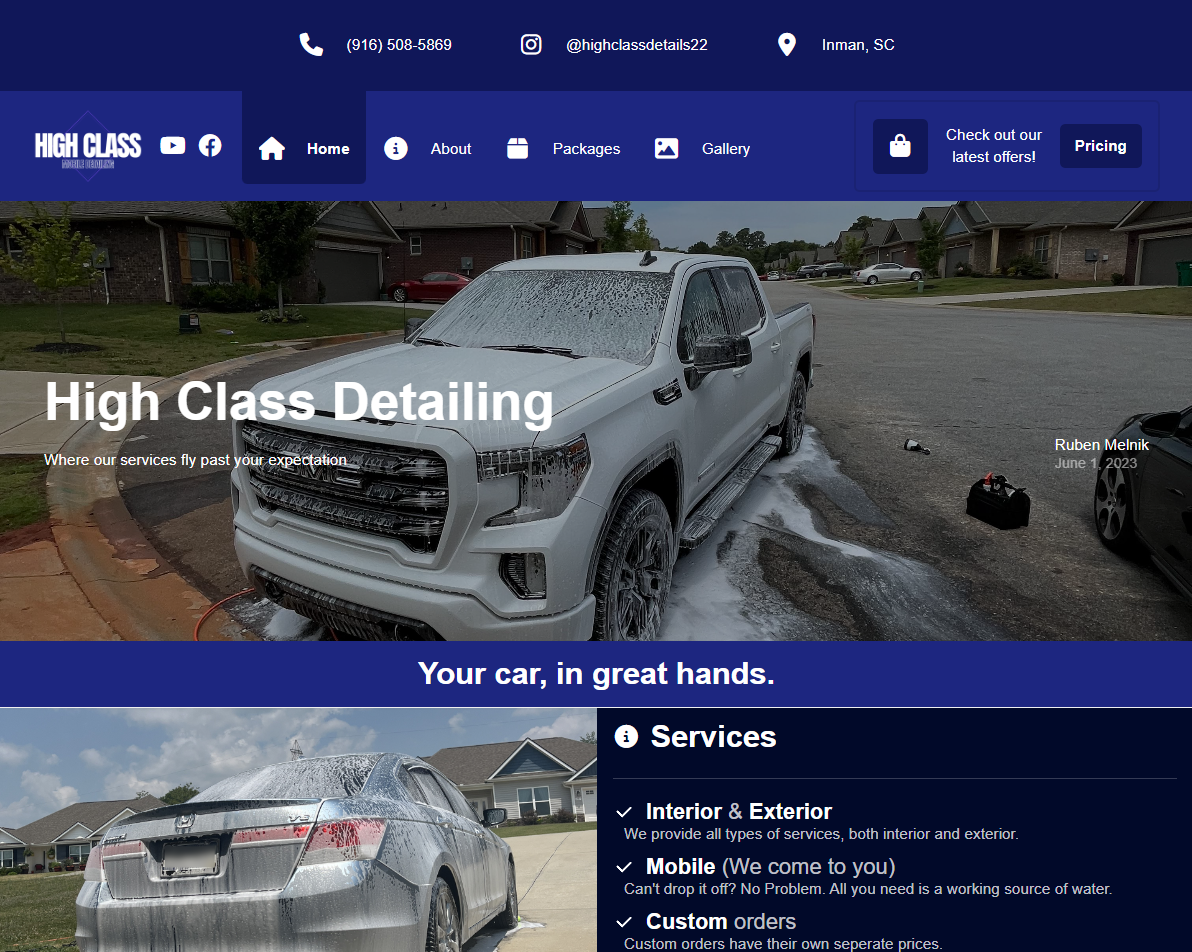 (916) 508-5869
@highclassdetails22
Inman, SC
HIGH CLASS
MOBILE DETAILING
Home
About
Packages
Gallery
Check out our
latest offers!
Pricing
High Class Detailing
Where our services fly past your expectation
Ruben Melnik
June 1, 2023
GMC
Your car, in great hands.
Services
Interior & Exterior
We provide all types of services, both interior and exterior.
Mobile (We come to you)
Can't drop it off? No Problem. All you need is a working source of water.
Custom orders
Custom orders have their own seperate prices.
V6